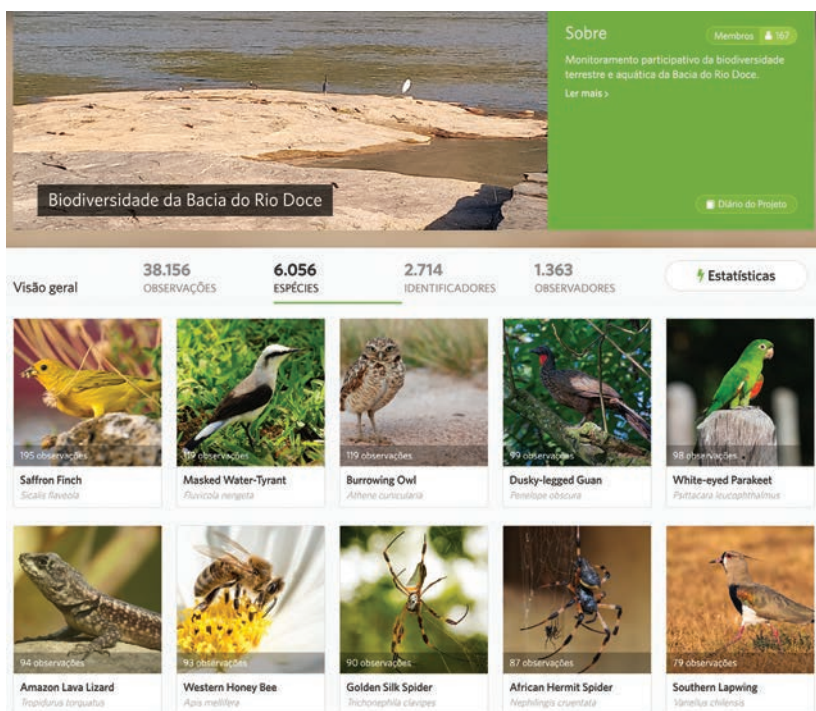 Sobre
Membros 167
Monitoramento participativo da biodiversidade
terrestre e aquática da Bacia do Rio Doce.
Ler mais >
Biodiversidade da Bacia do Rio Doce
Diário do Projeto
Visão geral
38.156
OBSERVAÇÕES
6.056
ESPÉCIES
2.714
IDENTIFICADORES
1.363
OBSERVADORES
Estatísticas
195 observações
Saffron Finch
Sicalis flaveola
119 observações
Masked Water-Tyrant
Fluvicola nengeta
119 observações
Burrowing Owl
Athene cunicularia
99 observações
Dusky-legged Guan
Penelope obscura
98 observações
White-eyed Parakeet
Psittacara leucophthalmus
94 observações
Amazon Lava Lizard
Tropidurus torquatus
93 observações
Western Honey Bee
Apis mellifera
90 observações
Golden Silk Spider
Trichonephila clavipes
87 observações
African Hermit Spider
Nephilingis cruentata
79 observações
Southern Lapwing
Vanellus chilensis